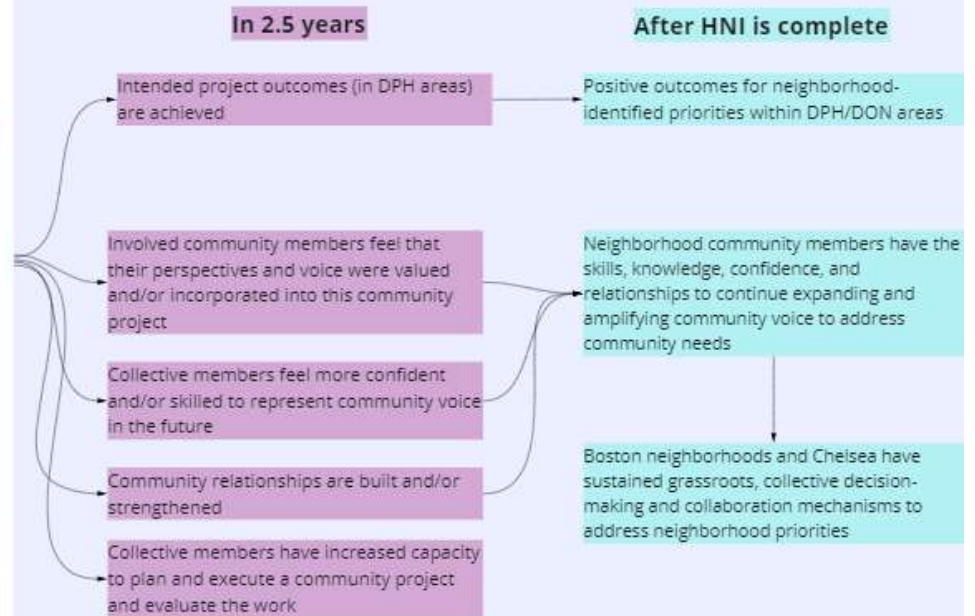 In 2.5 years
After HNI is complete
Intended project outcomes (in DPH areas)
are achieved
Positive outcomes for neighborhood-
identified priorities within DPH/DON areas
Involved community members feel that
their perspectives and voice were valued
and/or incorporated into this community
project
Neighborhood community members have the
skills, knowledge, confidence, and
relationships to continue expanding and
amplifying community voice to address
community needs
Collective members feel more confident
and/or skilled to represent community voice
in the future
Community relationships are built and/or
strengthened
Boston neighborhoods and Chelsea have
sustained grassroots, collective decision-
making and collaboration mechanisms to
address neighborhood priorities
Collective members have increased capacity
to plan and execute a community project
and evaluate the work